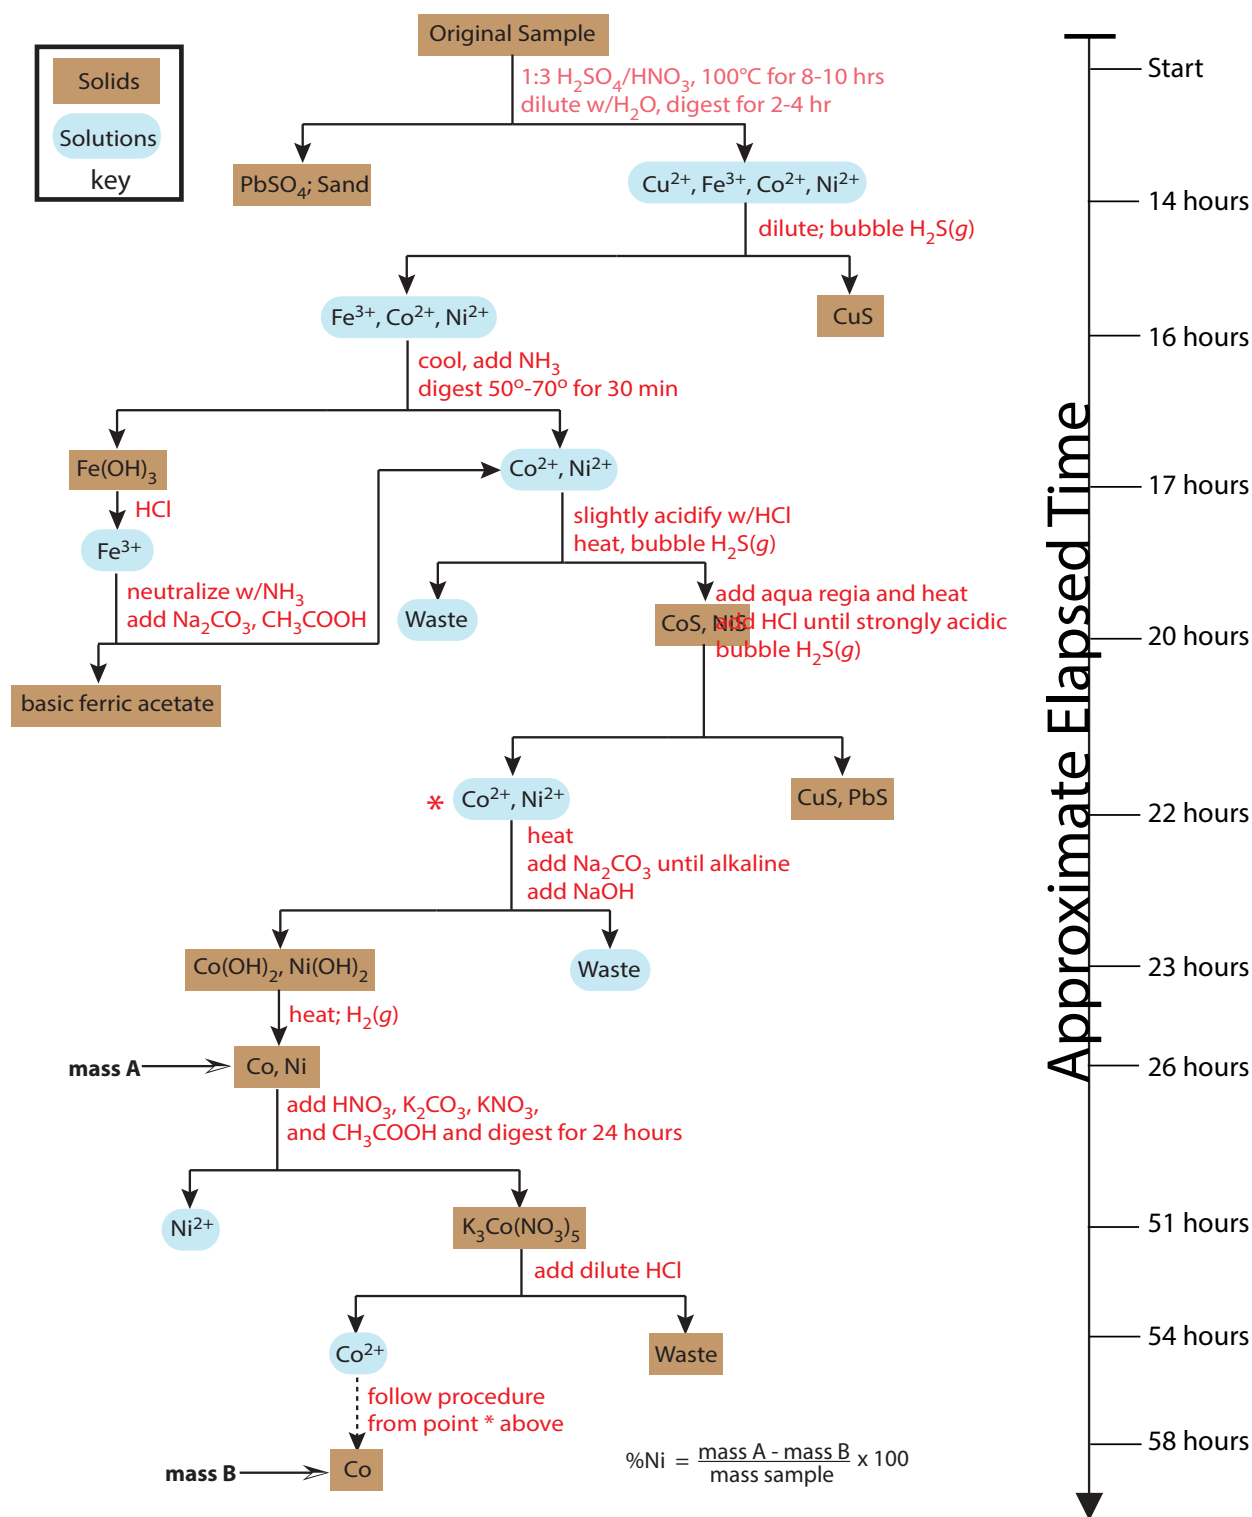 Original Sample
Solids
Solutions
key
1:3 H₂SO₄/HNO₃, 100°C for 8-10 hrs
dilute w/H₂O, digest for 2-4 hr
Start
PbSO₄; Sand
Cu²⁺, Fe³⁺, Co²⁺, Ni²⁺
14 hours
dilute; bubble H₂S(g)
Fe³⁺, Co²⁺, Ni²⁺
CuS
16 hours
cool, add NH₃
digest 50º-70º for 30 min
Fe(OH)₃
Co²⁺, Ni²⁺
17 hours
HCl
Fe³⁺
slightly acidify w/HCl
heat, bubble H₂S(g)
neutralize w/NH₃
add Na₂CO₃, CH₃COOH
Waste
CoS, NiS
add aqua regia and heat
add HCl until strongly acidic
bubble H₂S(g)
20 hours
basic ferric acetate
Approximate Elapsed Time
* Co²⁺, Ni²⁺
CuS, PbS
22 hours
heat
add Na₂CO₃ until alkaline
add NaOH
Co(OH)₂, Ni(OH)₂
Waste
23 hours
heat; H₂(g)
mass A
Co, Ni
26 hours
add HNO₃, K₂CO₃, KNO₃,
and CH₃COOH and digest for 24 hours
Ni²⁺
K₃Co(NO₃)₅
51 hours
add dilute HCl
Co²⁺
Waste
54 hours
follow procedure
from point * above
mass B
Co
58 hours
%Ni = mass A - mass B / mass sample x 100